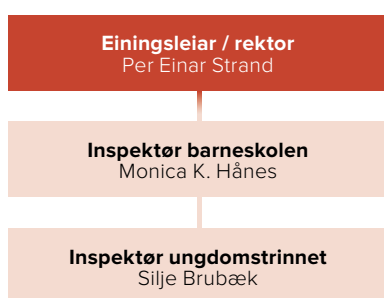 Einingsleiar / rektor
Per Einar Strand
Inspektør barneskolen
Monica K. Hånes
Inspektør ungdomstrinnet
Silje Brubæk